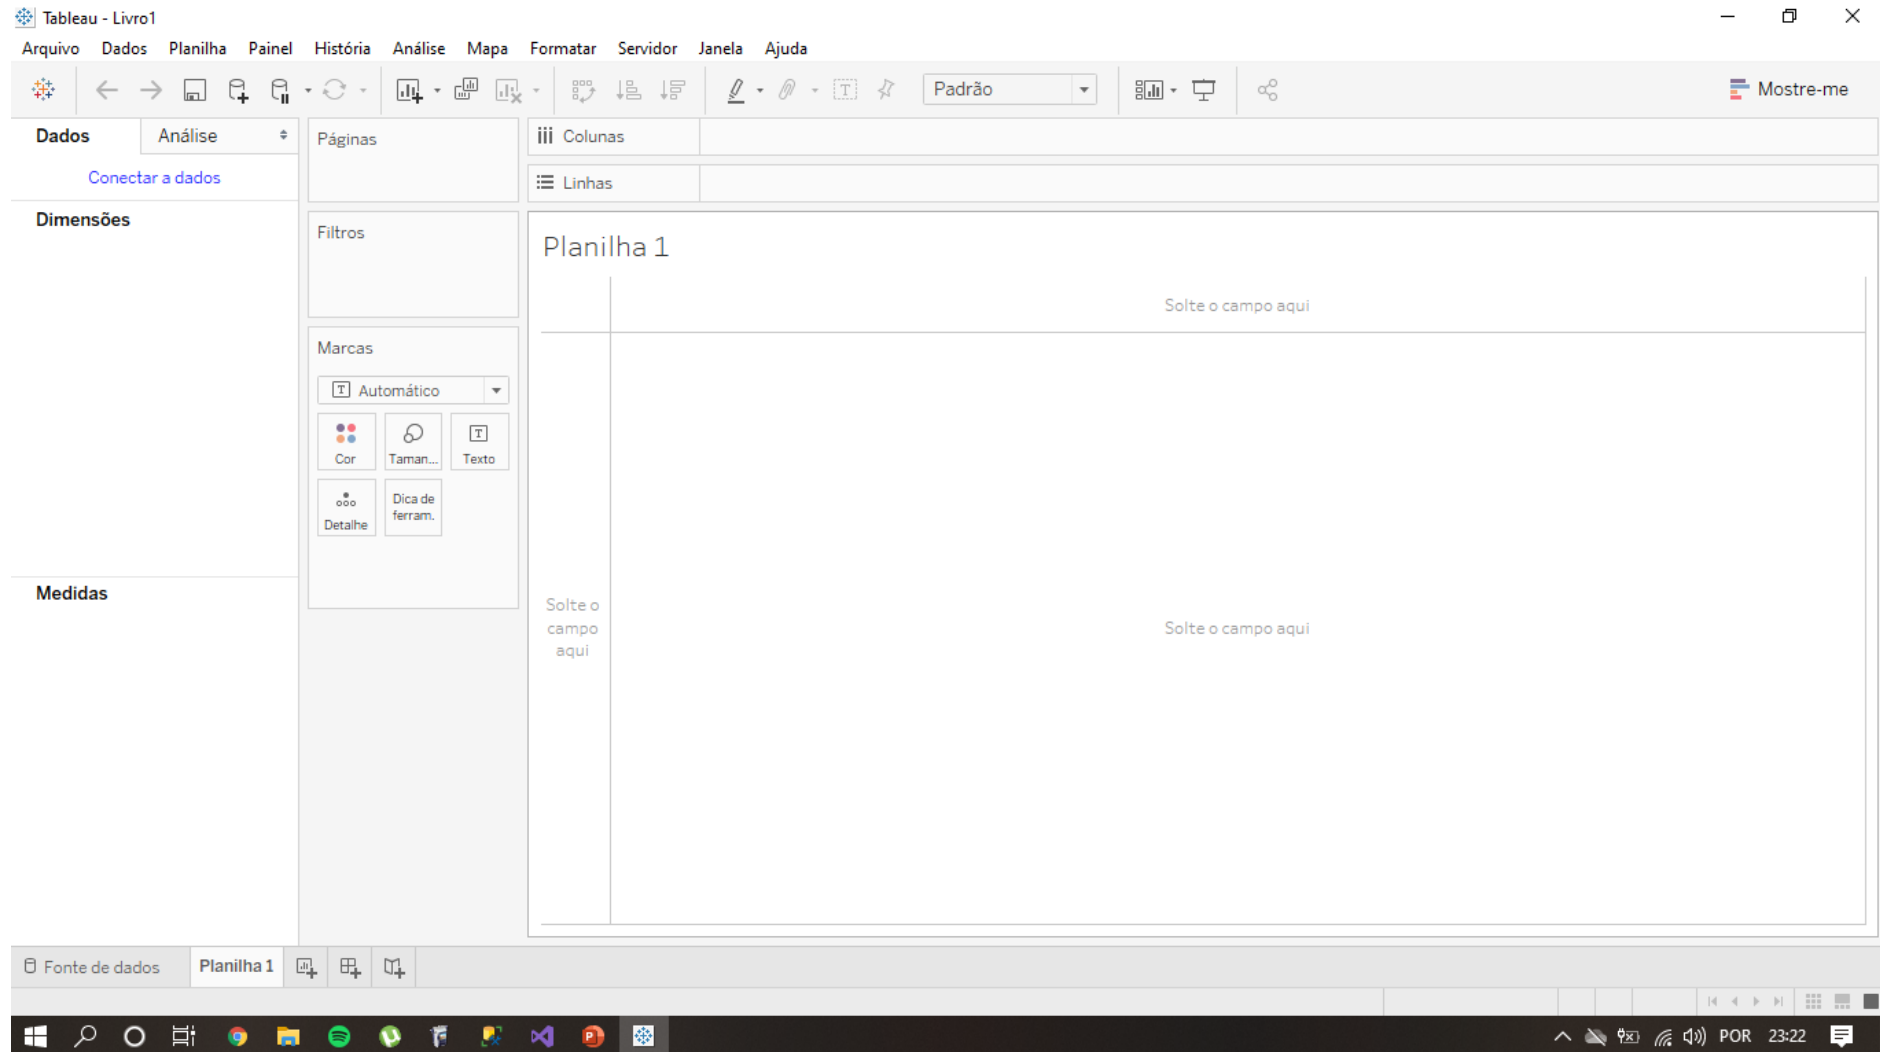 Tableau - Livro1
Arquivo Dados Planilha Painel História Análise Mapa Formatar Servidor Janela Ajuda
Padrão
Mostre-me
Dados Análise
Conectar a dados
Dimensões
Medidas
Páginas
Filtros
Marcas
Automático
Cor
Taman...
Texto
Detalhe
Dica de
ferram.
Colunas
Linhas
Planilha 1
Solte o campo aqui
Solte o
campo
aqui
Solte o campo aqui
Fonte de dados Planilha 1
POR 23:22